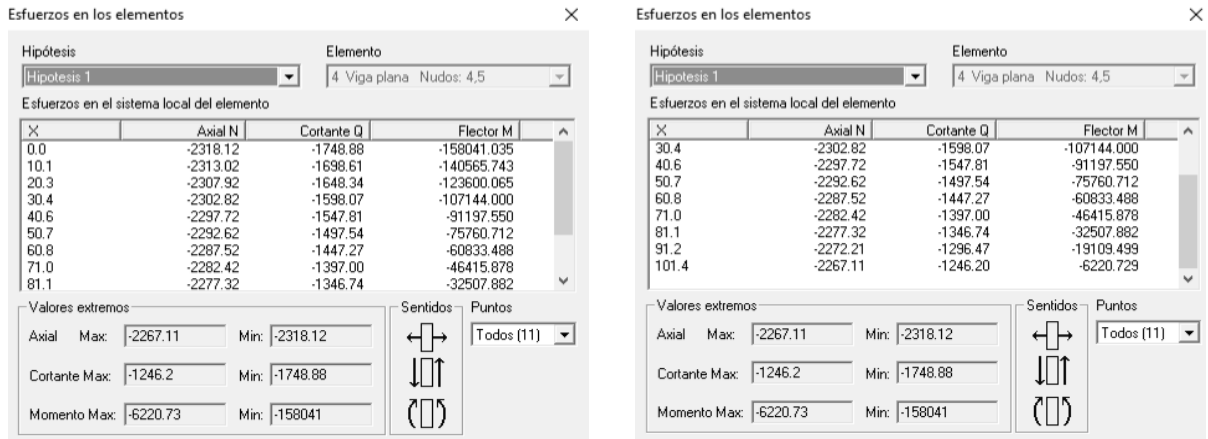 Esfuerzos en los elementos
Hipótesis Elemento
Hipotesis 1 4 Viga plana Nudos: 4,5
Esfuerzos en el sistema local del elemento
X Axial N Cortante Q Flector M
0.0 -2318.12 -1748.88 -158041.035
10.1 -2313.02 -1698.61 -140565.743
20.3 -2307.92 -1648.34 -123600.065
30.4 -2302.82 -1598.07 -107144.000
40.6 -2297.72 -1547.81 -91197.550
50.7 -2292.62 -1497.54 -75760.712
60.8 -2287.52 -1447.27 -60833.488
71.0 -2282.42 -1397.00 -46415.878
81.1 -2277.32 -1346.74 -32507.882
Valores extremos Sentidos Puntos
Axial Max: -2267.11 Min: -2318.12 Todos (11)
Cortante Max: -1246.2 Min: -1748.88
Momento Max: -6220.73 Min: -158041
Esfuerzos en los elementos
Hipótesis Elemento
Hipotesis 1 4 Viga plana Nudos: 4,5
Esfuerzos en el sistema local del elemento
X Axial N Cortante Q Flector M
30.4 -2302.82 -1598.07 -107144.000
40.6 -2297.72 -1547.81 -91197.550
50.7 -2292.62 -1497.54 -75760.712
60.8 -2287.52 -1447.27 -60833.488
71.0 -2282.42 -1397.00 -46415.878
81.1 -2277.32 -1346.74 -32507.882
91.2 -2272.21 -1296.47 -19109.499
101.4 -2267.11 -1246.20 -6220.729
Valores extremos Sentidos Puntos
Axial Max: -2267.11 Min: -2318.12 Todos (11)
Cortante Max: -1246.2 Min: -1748.88
Momento Max: -6220.73 Min: -158041